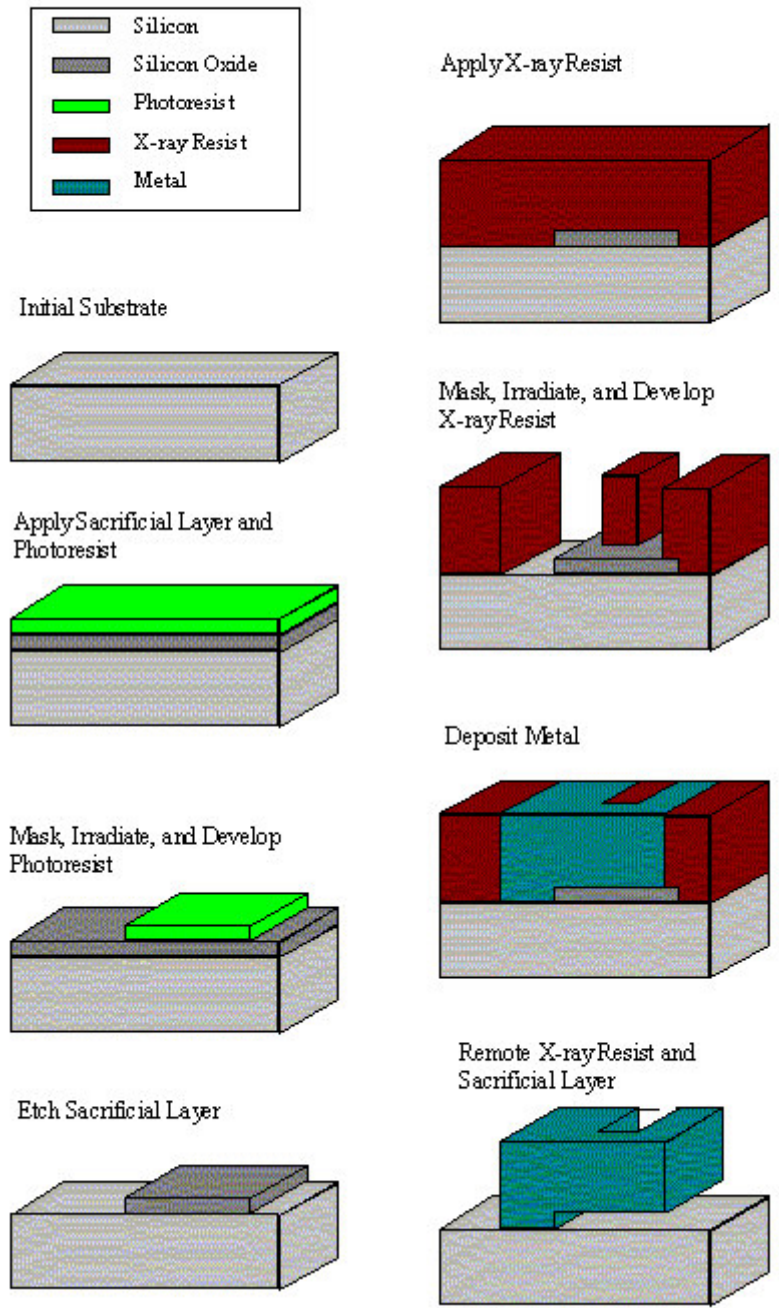 Silicon
Silicon Oxide
Photoresist
X-ray Resist
Metal
Initial Substrate
Apply Sacrificial Layer and
Photoresist
Mask, Irradiate, and Develop
Photoresist
Etch Sacrificial Layer
Apply X-ray Resist
Mask, Irradiate, and Develop
X-ray Resist
Deposit Metal
Remote X-ray Resist and
Sacrificial Layer